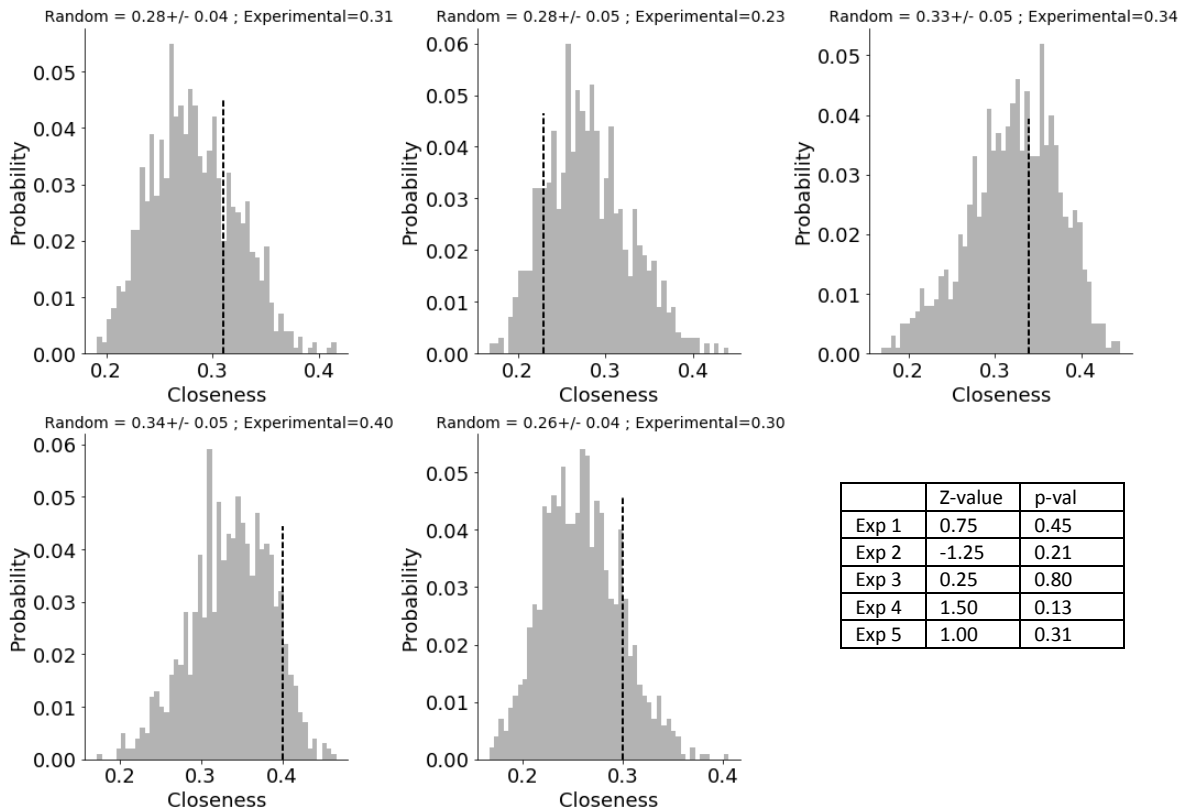 Random = 0.28+/- 0.04 ; Experimental=0.31
0.05
0.04
0.03
0.02
0.01
0.00
Probability
0.2 0.3 0.4
Closeness
Random = 0.28+/- 0.05 ; Experimental=0.23
0.06
0.05
0.04
0.03
0.02
0.01
0.00
Probability
0.2 0.3 0.4
Closeness
Random = 0.33+/- 0.05 ; Experimental=0.34
0.05
0.04
0.03
0.02
0.01
0.00
Probability
0.2 0.3 0.4
Closeness
Random = 0.34+/- 0.05 ; Experimental=0.40
0.06
0.05
0.04
0.03
0.02
0.01
0.00
Probability
0.2 0.3 0.4
Closeness
Random = 0.26+/- 0.04 ; Experimental=0.30
0.05
0.04
0.03
0.02
0.01
0.00
Probability
0.2 0.3 0.4
Closeness
Z-value p-val
Exp 1 0.75 0.45
Exp 2 -1.25 0.21
Exp 3 0.25 0.80
Exp 4 1.50 0.13
Exp 5 1.00 0.31